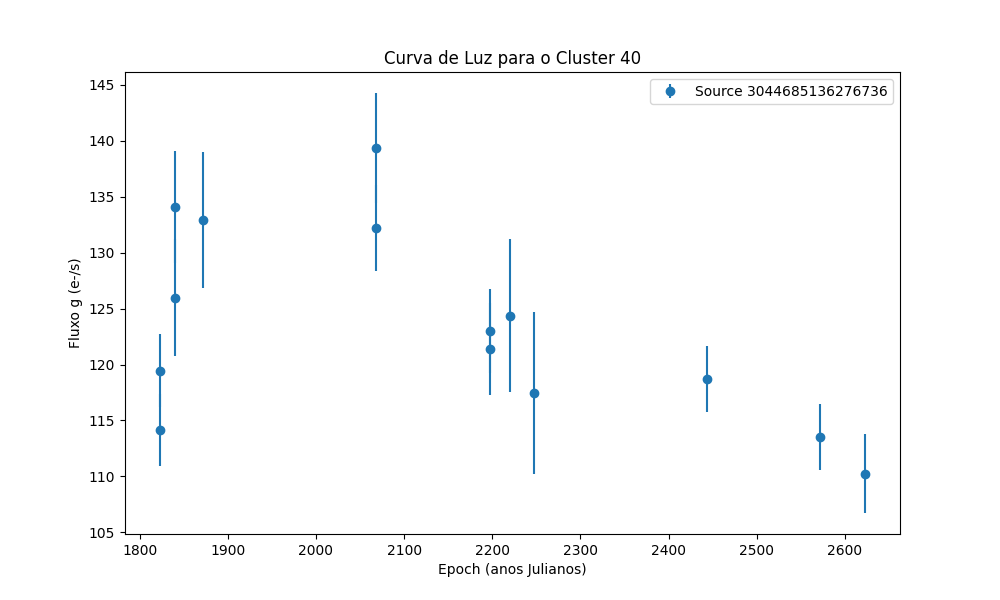 Curva de Luz para o Cluster 40
Source 3044685136276736
145
140
135
130
125
120
115
110
105
Fluxo g (e-/s)
1800 1900 2000 2100 2200 2300 2400 2500 2600
Epoch (anos Julianos)